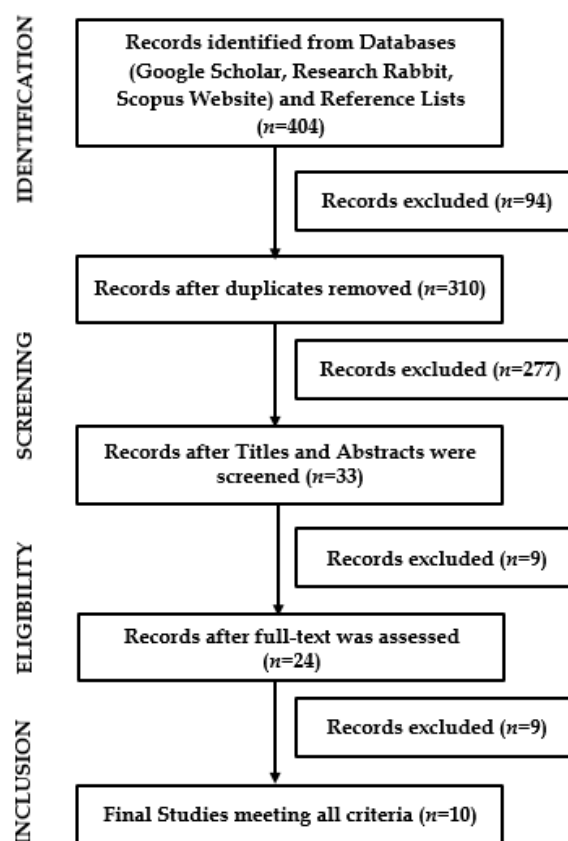 IDENTIFICATION
Records identified from Databases
(Google Scholar, Research Rabbit,
Scopus Website) and Reference Lists
(n=404)
Records excluded (n=94)
Records after duplicates removed (n=310)
SCREENING
Records excluded (n=277)
Records after Titles and Abstracts were
screened (n=33)
ELIGIBILITY
Records excluded (n=9)
Records after full-text was assessed
(n=24)
INCLUSION
Records excluded (n=9)
Final Studies meeting all criteria (n=10)